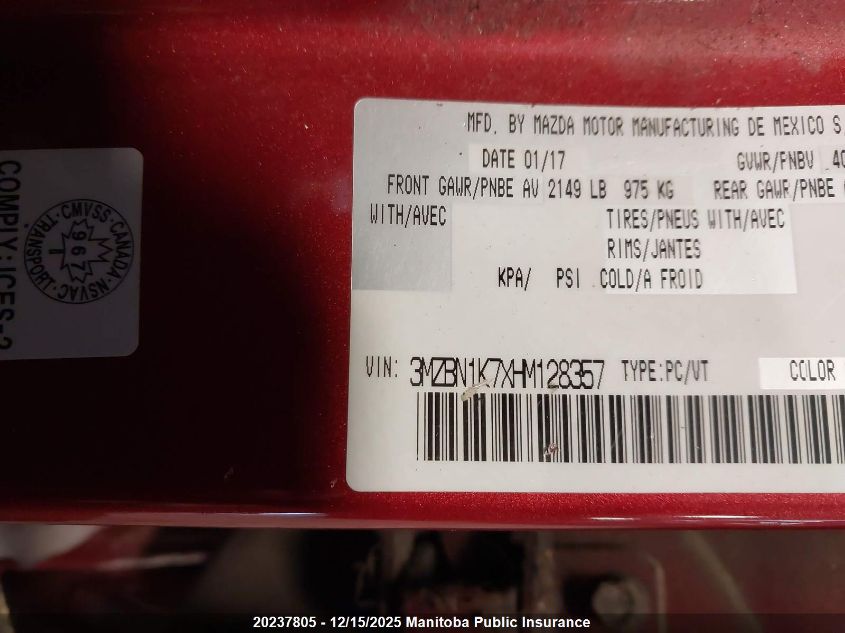 MFD. BY MAZDA MOTOR MANUFACTURING DE MEXICO S.
DATE 01/17 GVWR/PNBV 40
FRONT GAWR/PNBE AV 2149 LB 975 KG REAR GAWR/PNBE
WITH/AVEC TIRES/PNEUS WITH/AVEC
RIMS/JANTES
KPA/ PSI COLD/A FROID
VIN: 3MZBN1K7XHM128357 TYPE:PC/VT COLOR
COMPLY: ICES-2
CMVSS·CANADA·NSVAC
TRANSPORT
1967
20237805 - 12/15/2025 Manitoba Public Insurance